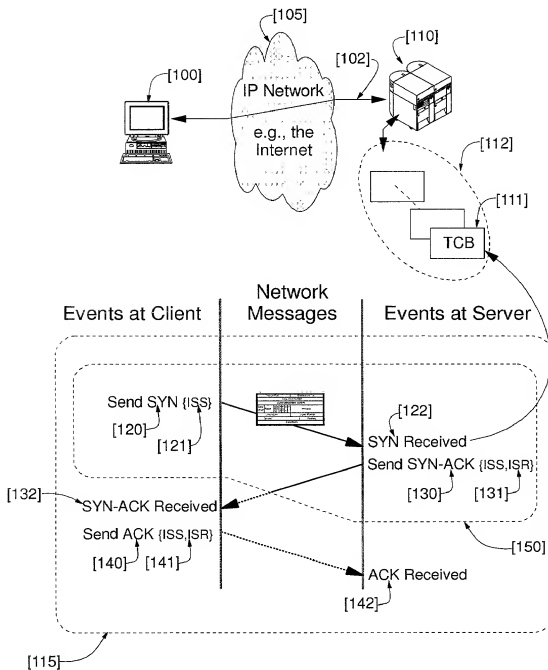 [105]
[110]
[100]
[102]
IP Network
e.g., the
Internet
[112]
[111]
TCB
Network
Messages
Events at Client
Events at Server
Send SYN {ISS}
[120]
[121]
[122]
SYN Received
Send SYN-ACK {ISS,ISR}
[130]
[131]
[132]
SYN-ACK Received
Send ACK {ISS,ISR}
[140]
[141]
[150]
ACK Received
[142]
[115]